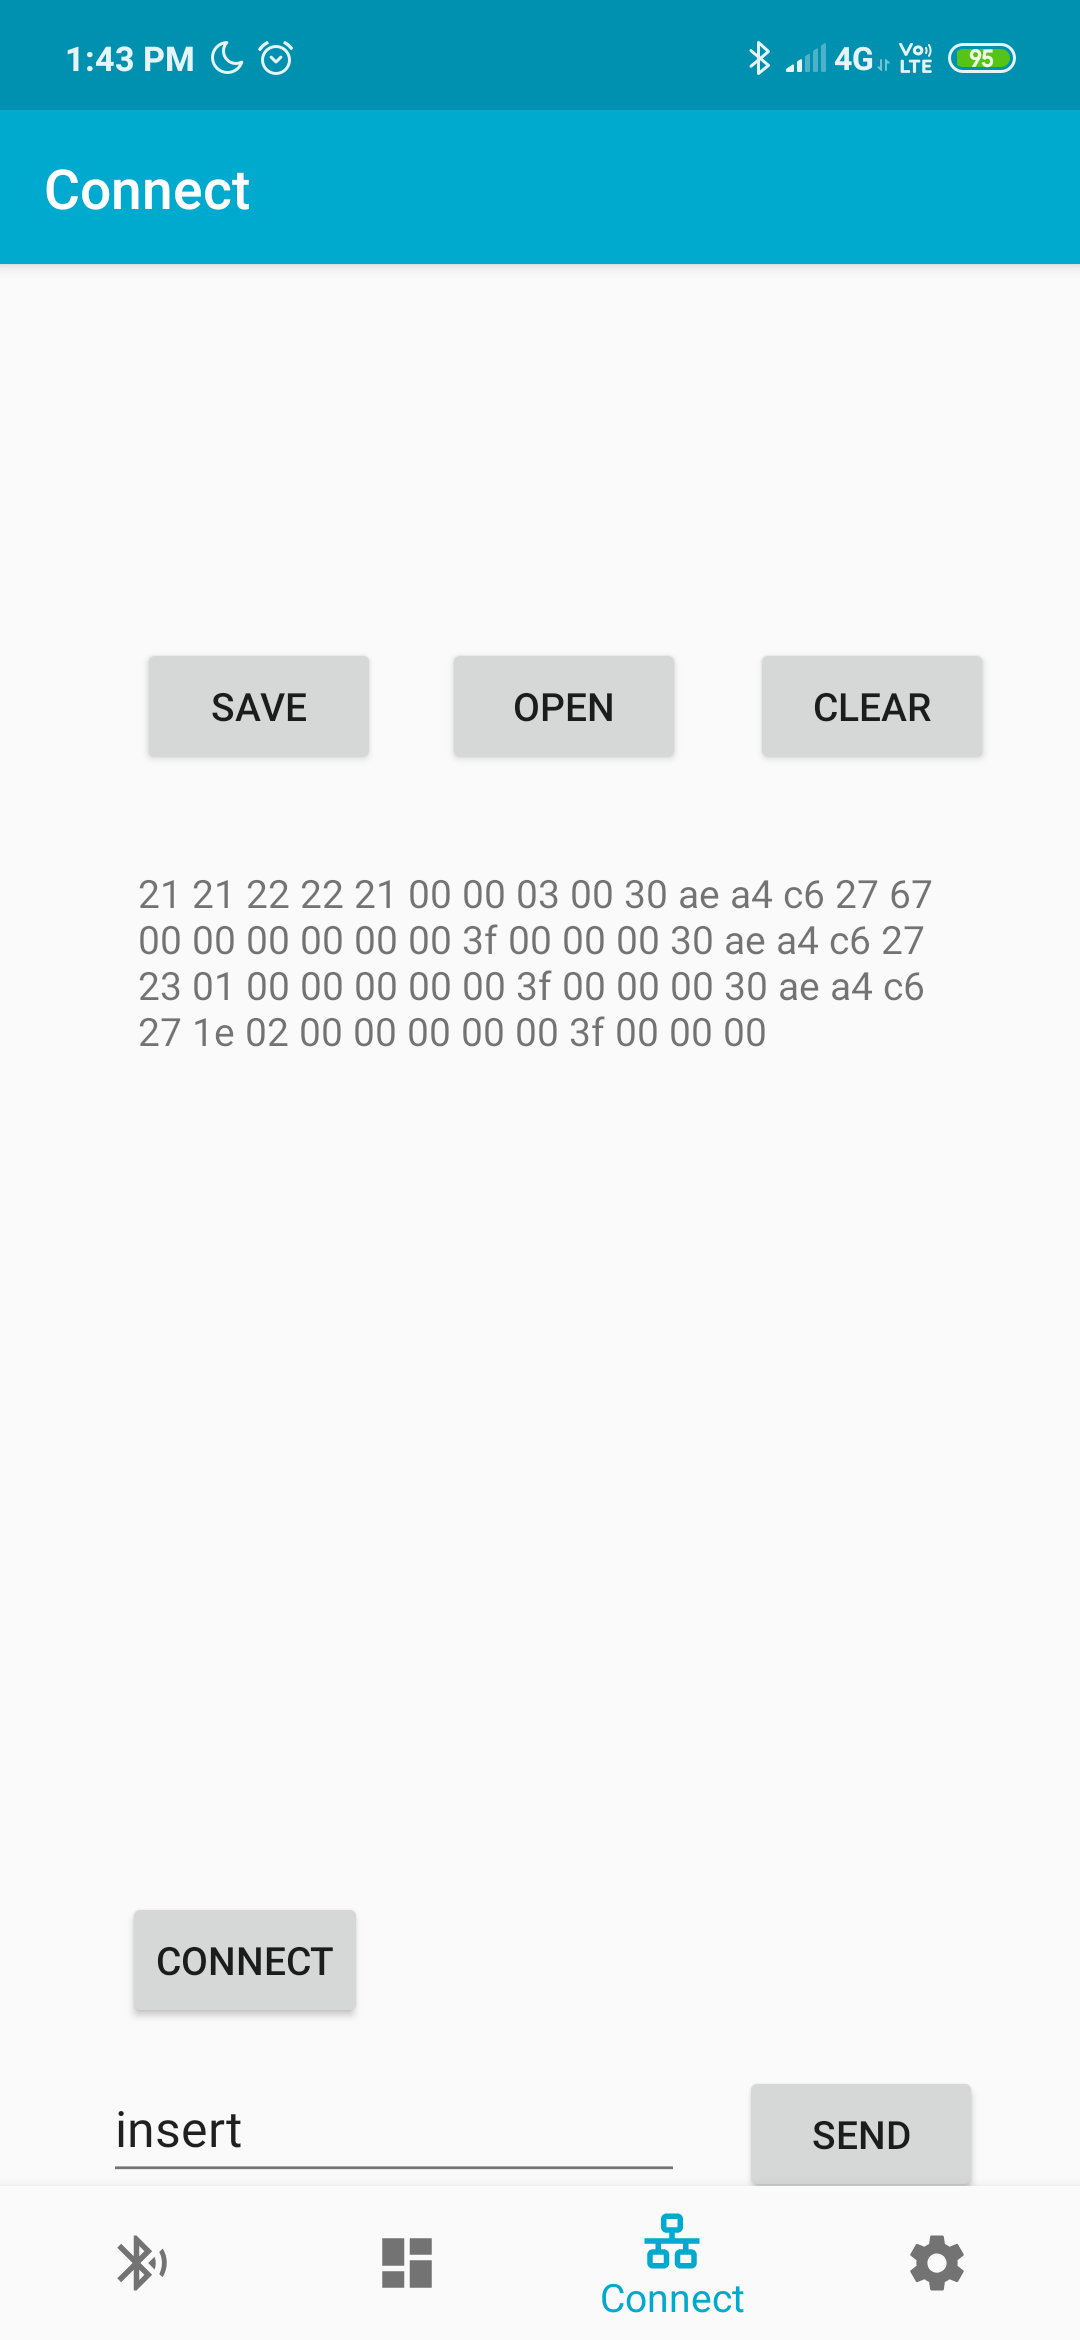 1:43 PM 4G Vo)) LTE 95
Connect
SAVE OPEN CLEAR
21 21 22 22 21 00 00 03 00 30 ae a4 c6 27 67
00 00 00 00 00 00 3f 00 00 00 30 ae a4 c6 27
23 01 00 00 00 00 00 3f 00 00 00 30 ae a4 c6
27 1e 02 00 00 00 00 00 3f 00 00 00
CONNECT
insert SEND
Connect